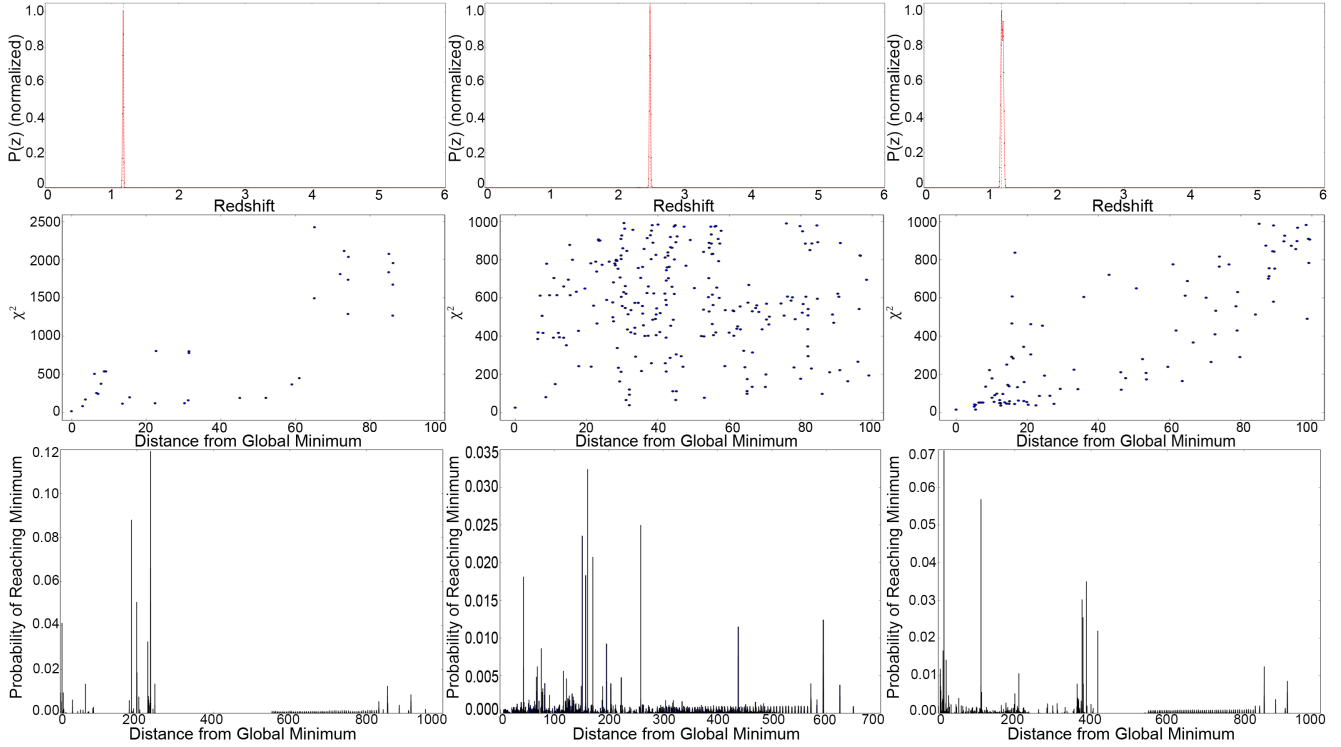 P(z) (normalized)
1.0
0.8
0.6
0.4
0.2
0
0 1 2 3 4 5 6
Redshift
P(z) (normalized)
1.0
0.8
0.6
0.4
0.2
0
0 1 2 3 4 5 6
Redshift
P(z) (normalized)
1.0
0.8
0.6
0.4
0.2
0
0 1 2 3 4 5 6
Redshift
χ²
2500
2000
1500
1000
500
0
0 20 40 60 80 100
Distance from Global Minimum
χ²
1000
800
600
400
200
0
0 20 40 60 80 100
Distance from Global Minimum
χ²
1000
800
600
400
200
0
0 20 40 60 80 100
Distance from Global Minimum
Probability of Reaching Minimum
0.12
0.10
0.08
0.06
0.04
0.02
0.00
0 200 400 600 800 1000
Distance from Global Minimum
Probability of Reaching Minimum
0.035
0.030
0.025
0.020
0.015
0.010
0.005
0.000
0 100 200 300 400 500 600 700
Distance from Global Minimum
Probability of Reaching Minimum
0.07
0.06
0.05
0.04
0.03
0.02
0.01
0.00
0 200 400 600 800 1000
Distance from Global Minimum